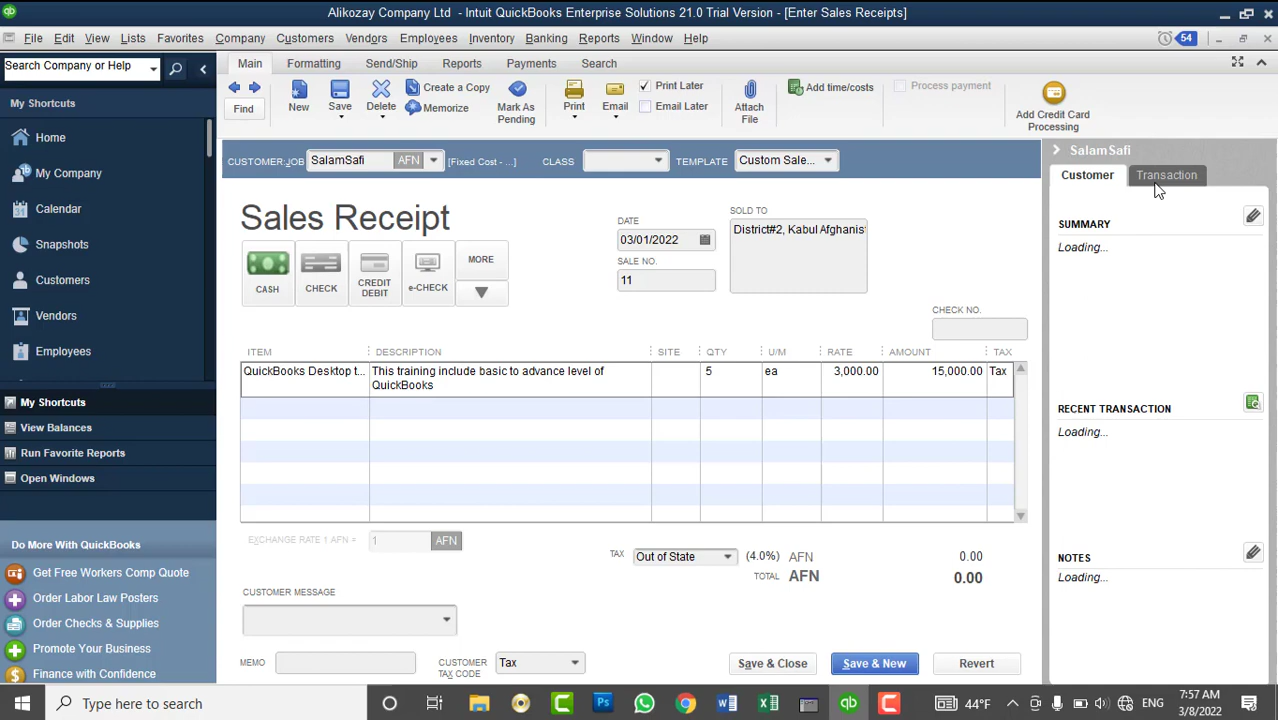 Alikozay Company Ltd - Intuit QuickBooks Enterprise Solutions 21.0 Trial Version - [Enter Sales Receipts]
File Edit View Lists Favorites Company Customers Vendors Employees Inventory Banking Reports Window Help 54
Search Company or Help
My Shortcuts
Home
My Company
Calendar
Snapshots
Customers
Vendors
Employees
My Shortcuts
View Balances
Run Favorite Reports
Open Windows
Do More With QuickBooks
Get Free Workers Comp Quote
Order Labor Law Posters
Order Checks & Supplies
Promote Your Business
Finance with Confidence
Main Formatting Send/Ship Reports Payments Search
Find
New
Save
Delete
Create a Copy
Memorize
Mark As
Pending
Print
Email
Print Later
Email Later
Attach
File
Add time/costs
Process payment
Add Credit Card
Processing
CUSTOMER:JOB SalamSafi AFN [Fixed Cost - ...] CLASS TEMPLATE Custom Sale...
Sales Receipt
CASH
CHECK
CREDIT
DEBIT
e-CHECK
MORE
DATE
03/01/2022
SALE NO.
11
SOLD TO
District#2, Kabul Afghanis
CHECK NO.
ITEM DESCRIPTION SITE QTY U/M RATE AMOUNT TAX
QuickBooks Desktop t... This training include basic to advance level of 5 ea 3,000.00 15,000.00 Tax
QuickBooks
EXCHANGE RATE 1 AFN = 1 AFN
TAX Out of State (4.0%) AFN 0.00
TOTAL AFN 0.00
CUSTOMER MESSAGE
MEMO
CUSTOMER
TAX CODE
Tax
Save & Close
Save & New
Revert
SalamSafi
Customer Transaction
SUMMARY
Loading...
RECENT TRANSACTION
Loading...
NOTES
Loading...
Type here to search
44°F
ENG
7:57 AM
3/8/2022